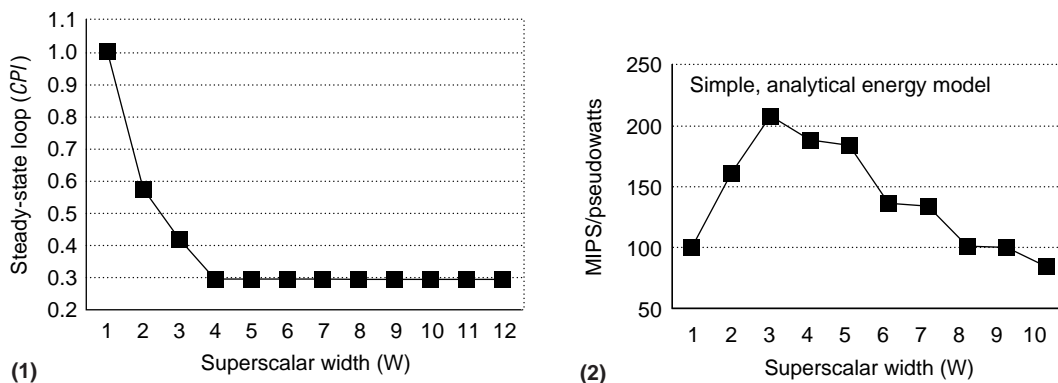 1.1
1.0
0.9
0.8
0.7
0.6
0.5
0.4
0.3
0.2
Steady-state loop (CPI)
1 2 3 4 5 6 7 8 9 10 11 12
Superscalar width (W)
(1)
250
200
150
100
50
MIPS/pseudowatts
Simple, analytical energy model
1 2 3 4 5 6 7 8 9 10
Superscalar width (W)
(2)